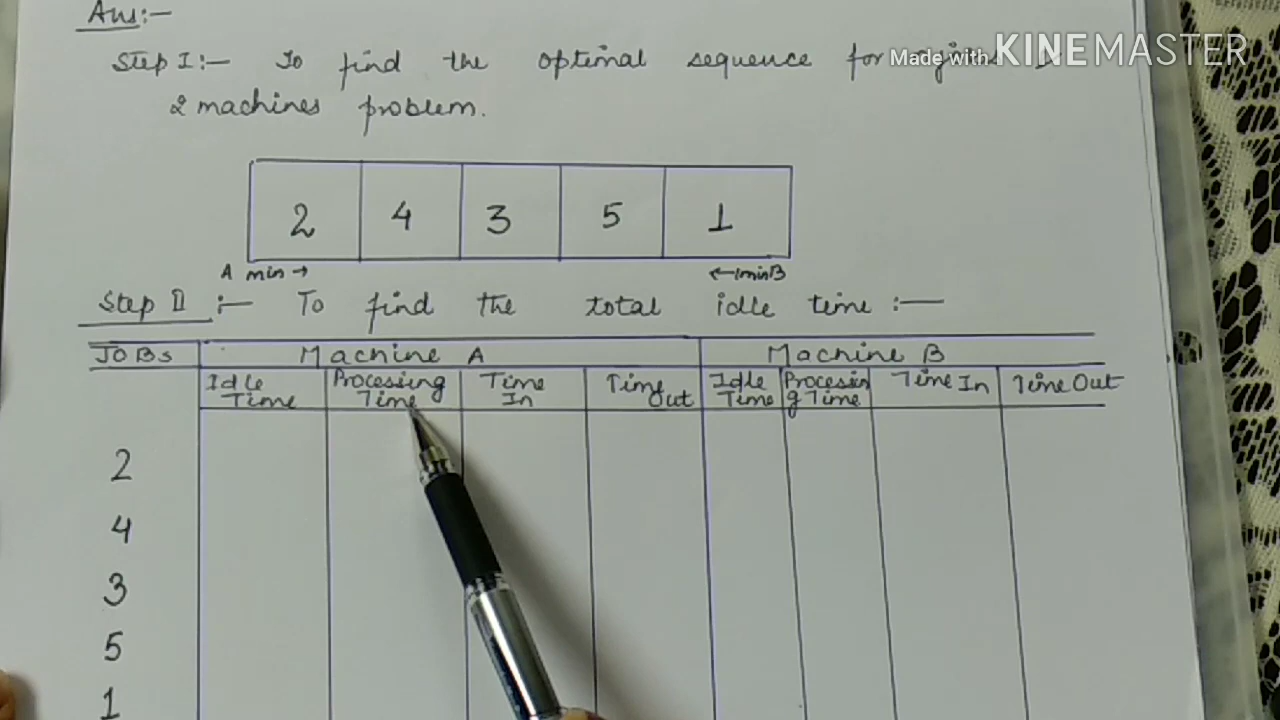 Ans:-
Step I:- To find the optimal sequence for
Made with KINEMASTER
2 machines problem.
2 4 3 5 1
A min → ← minB
Step II :- To find the total idle time :-
JOBs Machine A Machine B
Idle Time Processing Time Time In Time Out Idle Time Procesin g Time Time In Time Out
2
4
3
5
1